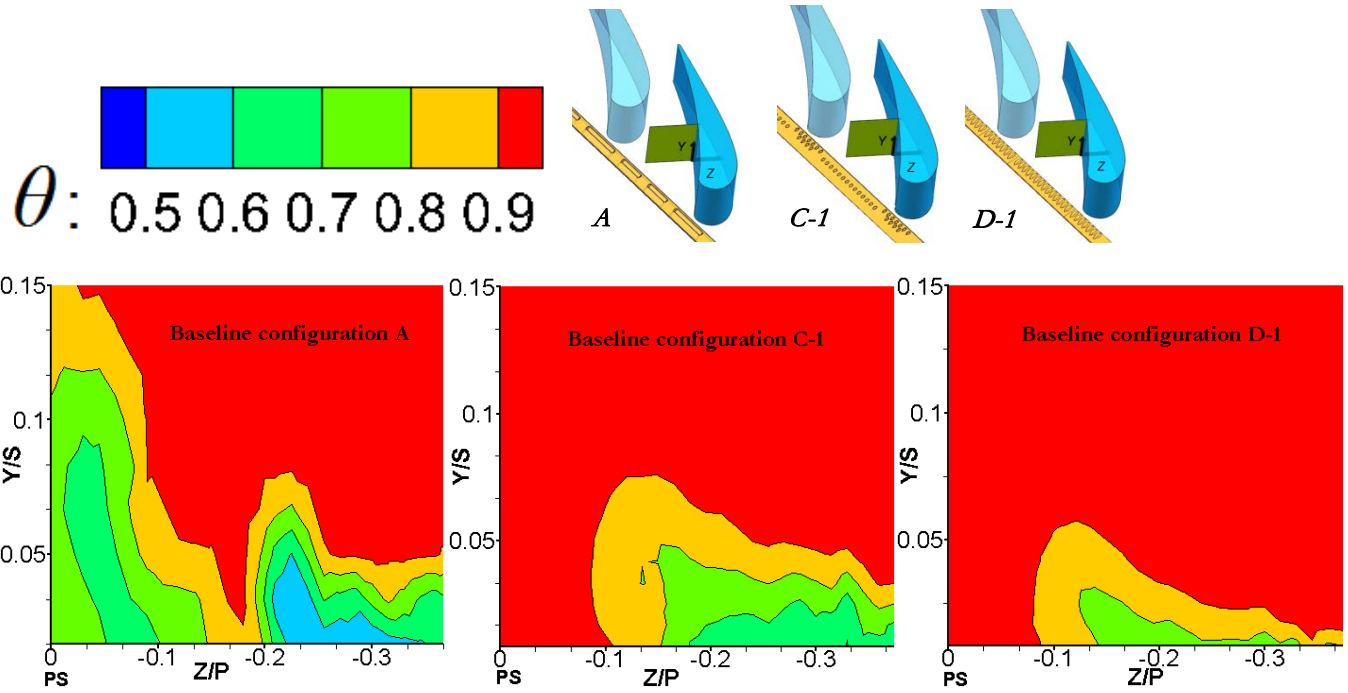 θ: 0.5 0.6 0.7 0.8 0.9
Y
Z
A
Y
Z
C-1
Y
Z
D-1
Baseline configuration A
0.15
0.1
0.05
Y/S
0 -0.1 -0.2 -0.3
PS
Z/P
Baseline configuration C-1
0.15
0.1
0.05
Y/S
0 -0.1 -0.2 -0.3
PS
Z/P
Baseline configuration D-1
0.15
0.1
0.05
Y/S
0 -0.1 -0.2 -0.3
PS
Z/P